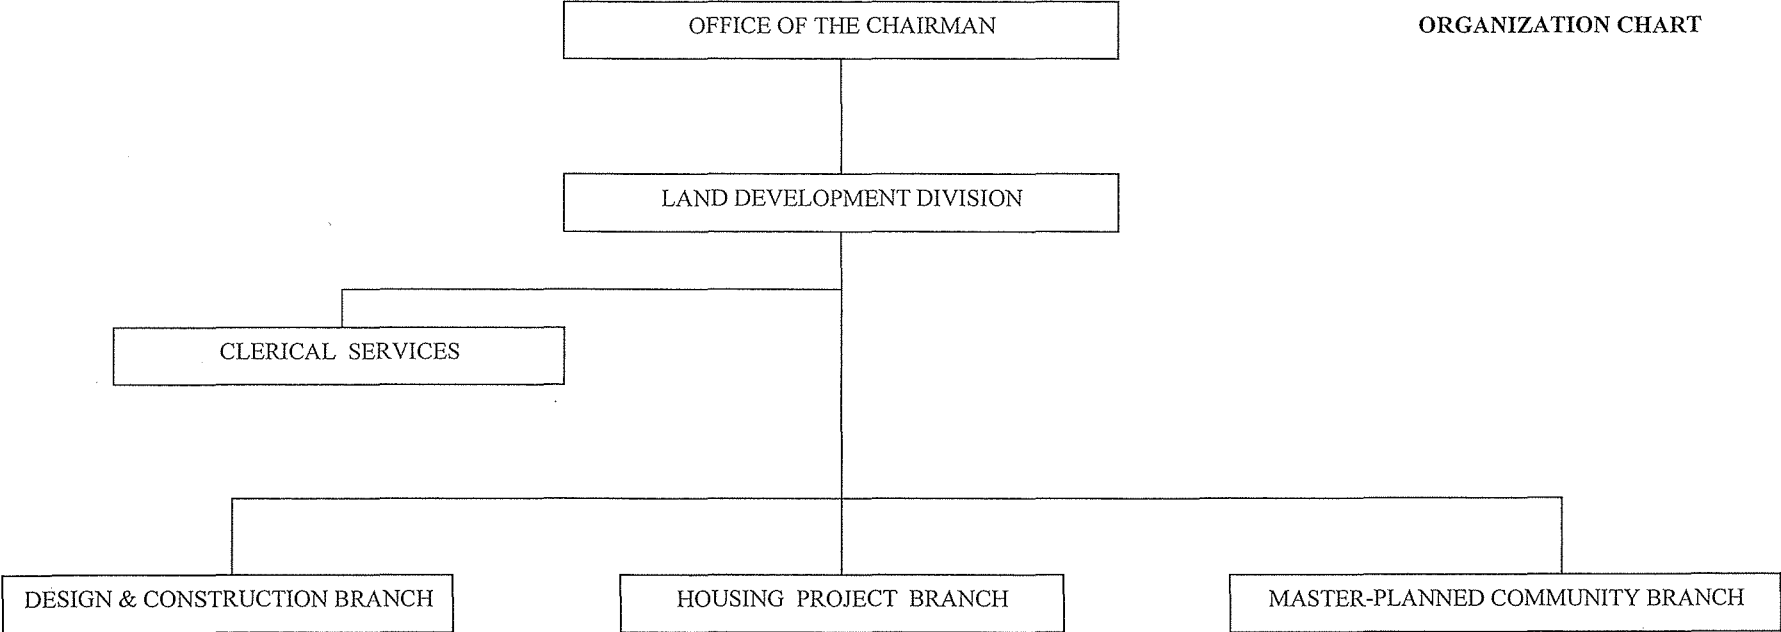 OFFICE OF THE CHAIRMAN
ORGANIZATION CHART
LAND DEVELOPMENT DIVISION
CLERICAL SERVICES
DESIGN & CONSTRUCTION BRANCH
HOUSING PROJECT BRANCH
MASTER-PLANNED COMMUNITY BRANCH